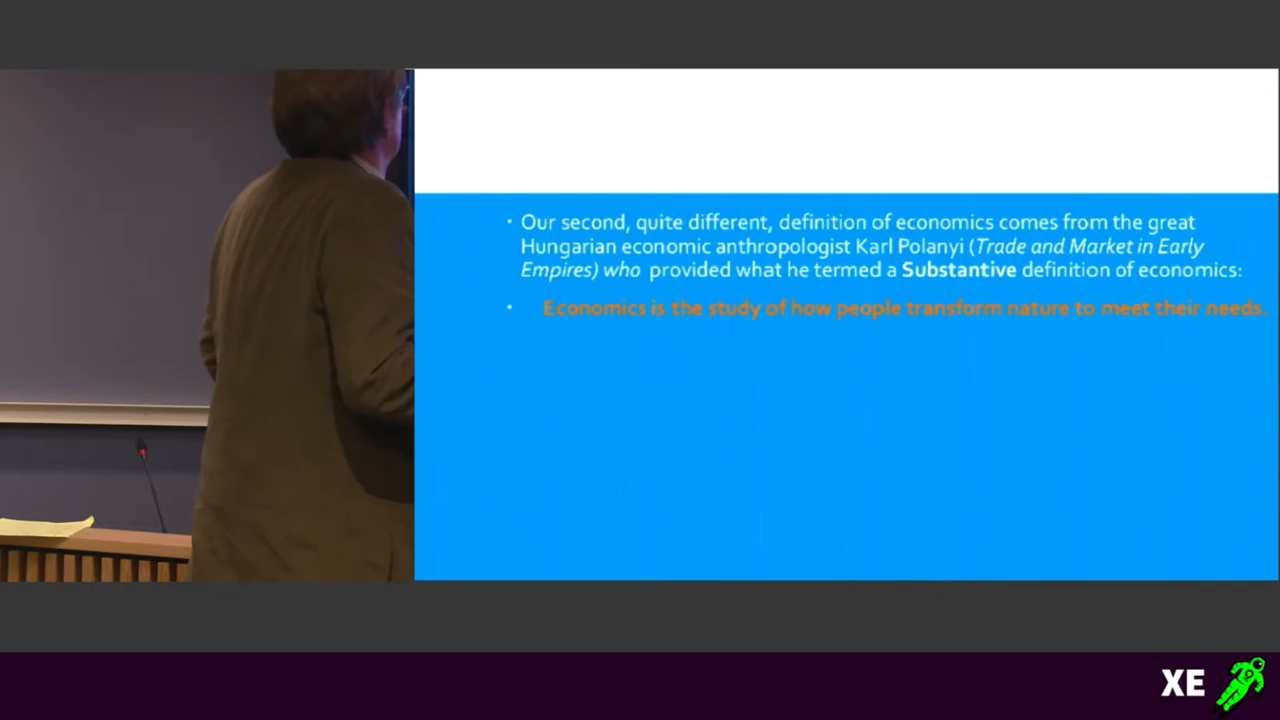 · Our second, quite different, definition of economics comes from the great
Hungarian economic anthropologist Karl Polanyi (Trade and Market in Early
Empires) who provided what he termed a Substantive definition of economics:
· Economics is the study of how people transform nature to meet their needs.
XE